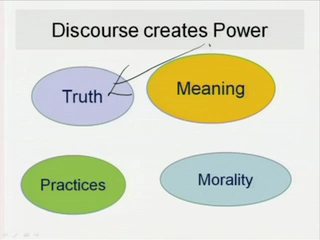 Discourse creates Power
Truth
Meaning
Practices
Morality